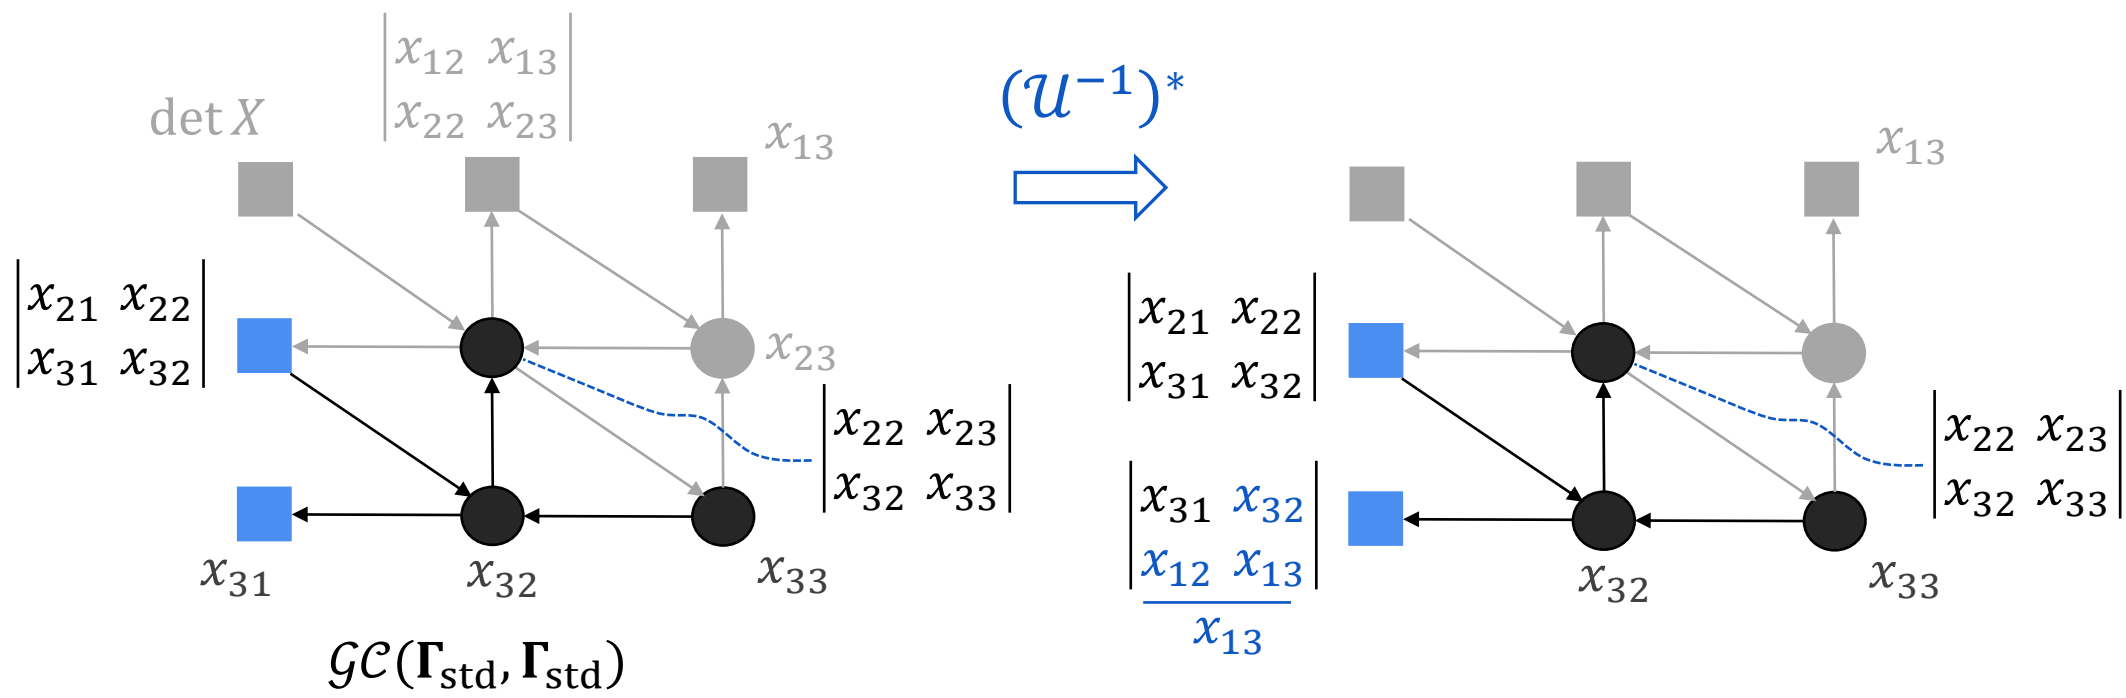 det X
| x₁₂ x₁₃ |
| x₂₂ x₂₃ |
x₁₃
| x₂₁ x₂₂ |
| x₃₁ x₃₂ |
x₂₃
| x₂₂ x₂₃ |
| x₃₂ x₃₃ |
x₃₁ x₃₂ x₃₃
𝒢𝒞(𝚪std, 𝚪std)
(𝒰⁻¹)*
x₁₃
| x₂₁ x₂₂ |
| x₃₁ x₃₂ |
| x₂₂ x₂₃ |
| x₃₂ x₃₃ |
| x₃₁ x₃₂ |
| x₁₂ x₁₃ |
x₁₃
x₃₂ x₃₃